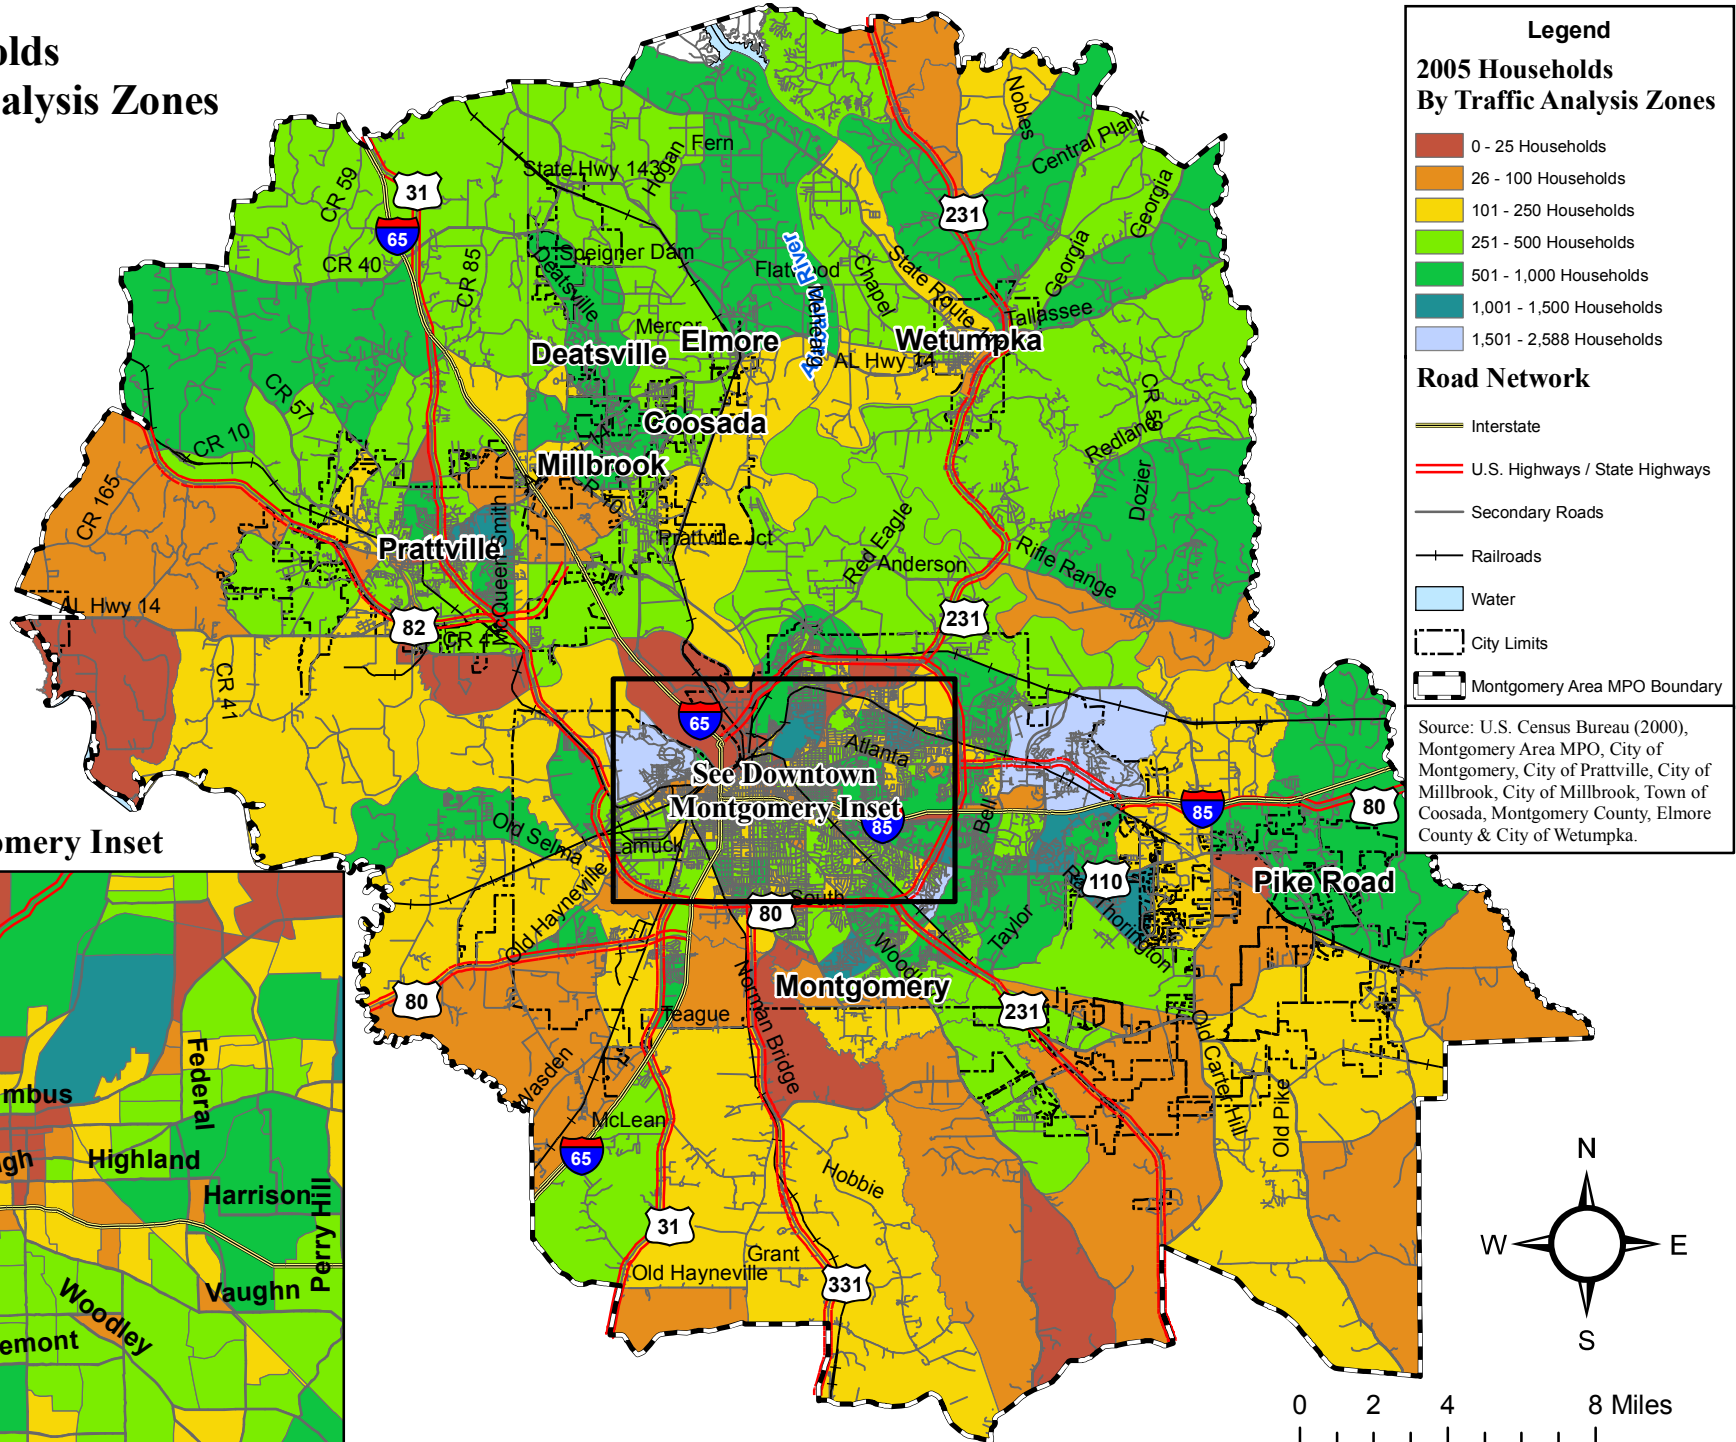 olds
alysis Zones
Legend
2005 Households
By Traffic Analysis Zones
0 - 25 Households
26 - 100 Households
101 - 250 Households
251 - 500 Households
501 - 1,000 Households
1,001 - 1,500 Households
1,501 - 2,588 Households
Road Network
Interstate
U.S. Highways / State Highways
Secondary Roads
Railroads
Water
City Limits
Montgomery Area MPO Boundary
Source: U.S. Census Bureau (2000),
Montgomery Area MPO, City of
Montgomery, City of Prattville, City of
Millbrook, City of Millbrook, Town of
Coosada, Montgomery County, Elmore
County & City of Wetumpka.
Nobles
Central Plank
Fern
Hogan
State Hwy 143
CR 59
31
65
231
Georgia
Georgia
CR 40
CR 85
Speigner Dam
Deatsville
Flatwood
River
Chapel
State Route
Tallassee
Mercer
Deatsville
Elmore
Wetumpka
AL Hwy 14
CR 57
CR 10
Coosada
Redland
Millbrook
CR 165
Dozier
McQueen Smith
Prattville
Prattville Jct
Red Eagle
Anderson
Rifle Range
AL Hwy 14
82
231
CR 4
CR 41
65
Atlanta
See Downtown
Montgomery Inset
85
Bell
85
80
Old Selma
Lamuck
110
Pike Road
South
80
Old Hayneville
Taylor
Thorington
Montgomery
80
Teague
Norman Bridge
231
Old Carter Hill
Wasden
McLean
Old Pike
65
Hobbie
31
Grant
Old Hayneville
331
omery Inset
Federal
mbus
Highland
Harrison
Perry Hill
Vaughn
Woodley
emont
N
W
E
S
0 2 4 8 Miles